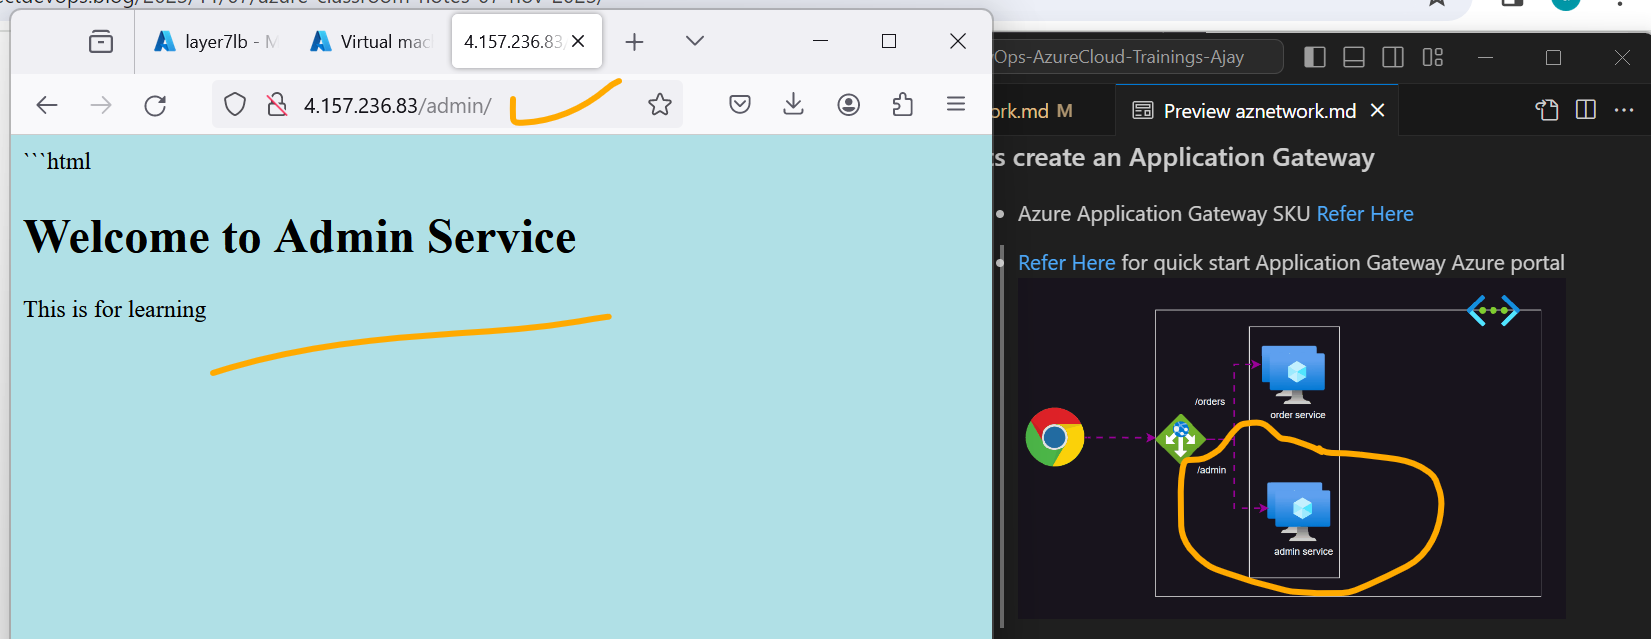 layer7lb - M
Virtual mac
4.157.236.83/
4.157.236.83/admin/
```html
Welcome to Admin Service
This is for learning
Ops-AzureCloud-Trainings-Ajay
ork.md M
Preview aznetwork.md
ts create an Application Gateway
Azure Application Gateway SKU Refer Here
Refer Here for quick start Application Gateway Azure portal
/orders
order service
/admin
admin service